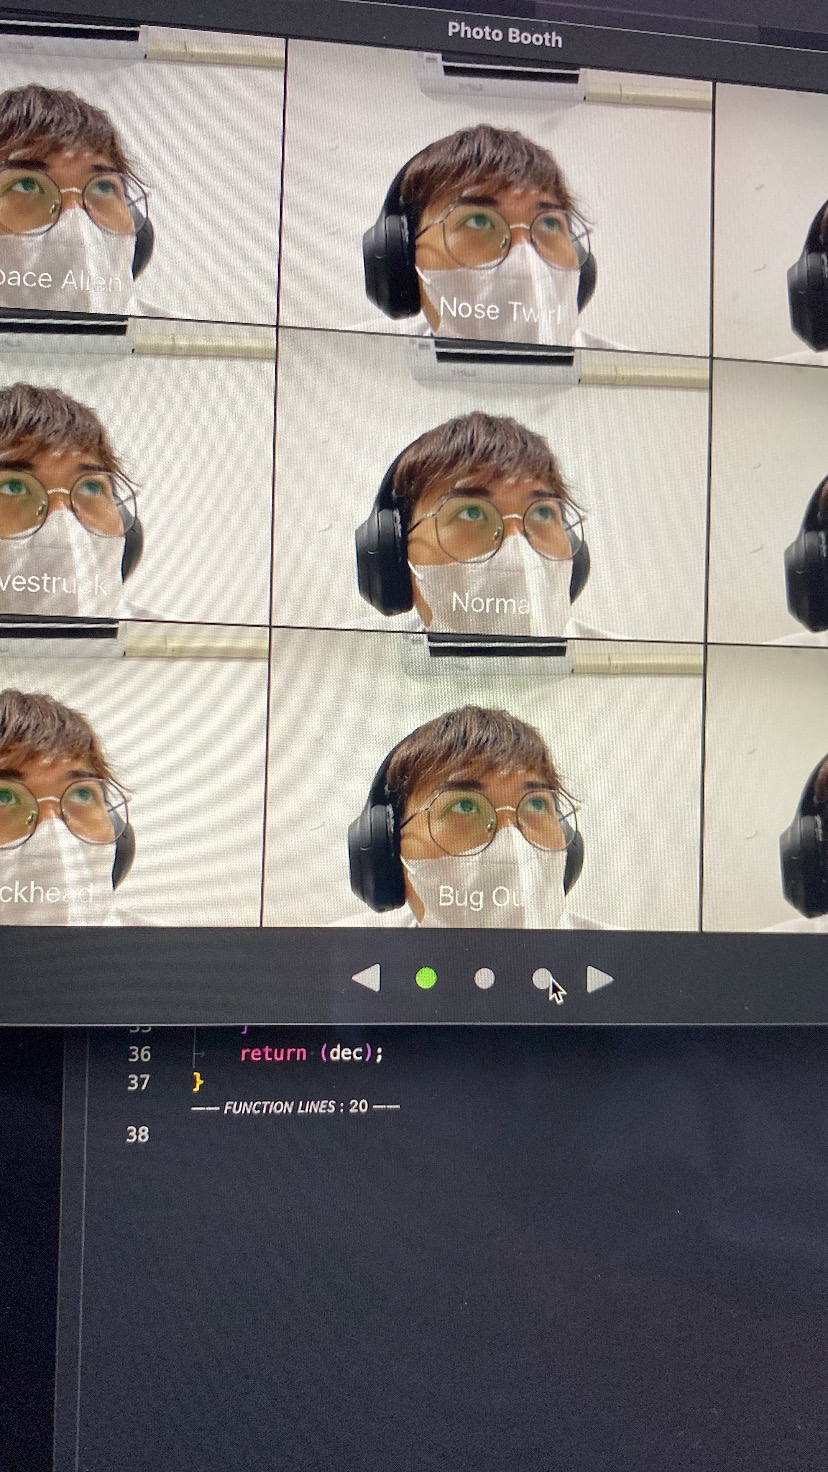 Photo Booth
pace Alien
Nose Twirl
vestruck
Normal
ckhead
Bug Out
35 }
36 return (dec);
37 }
—— FUNCTION LINES : 20 ——
38